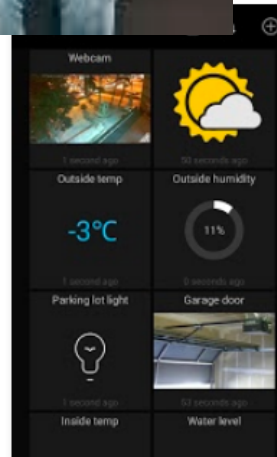 Webcam
1 second ago
50 seconds ago
Outside temp
Outside humidity
-3°C
11%
1 second ago
0 seconds ago
Parking lot light
Garage door
1 second ago
53 seconds ago
Inside temp
Water level